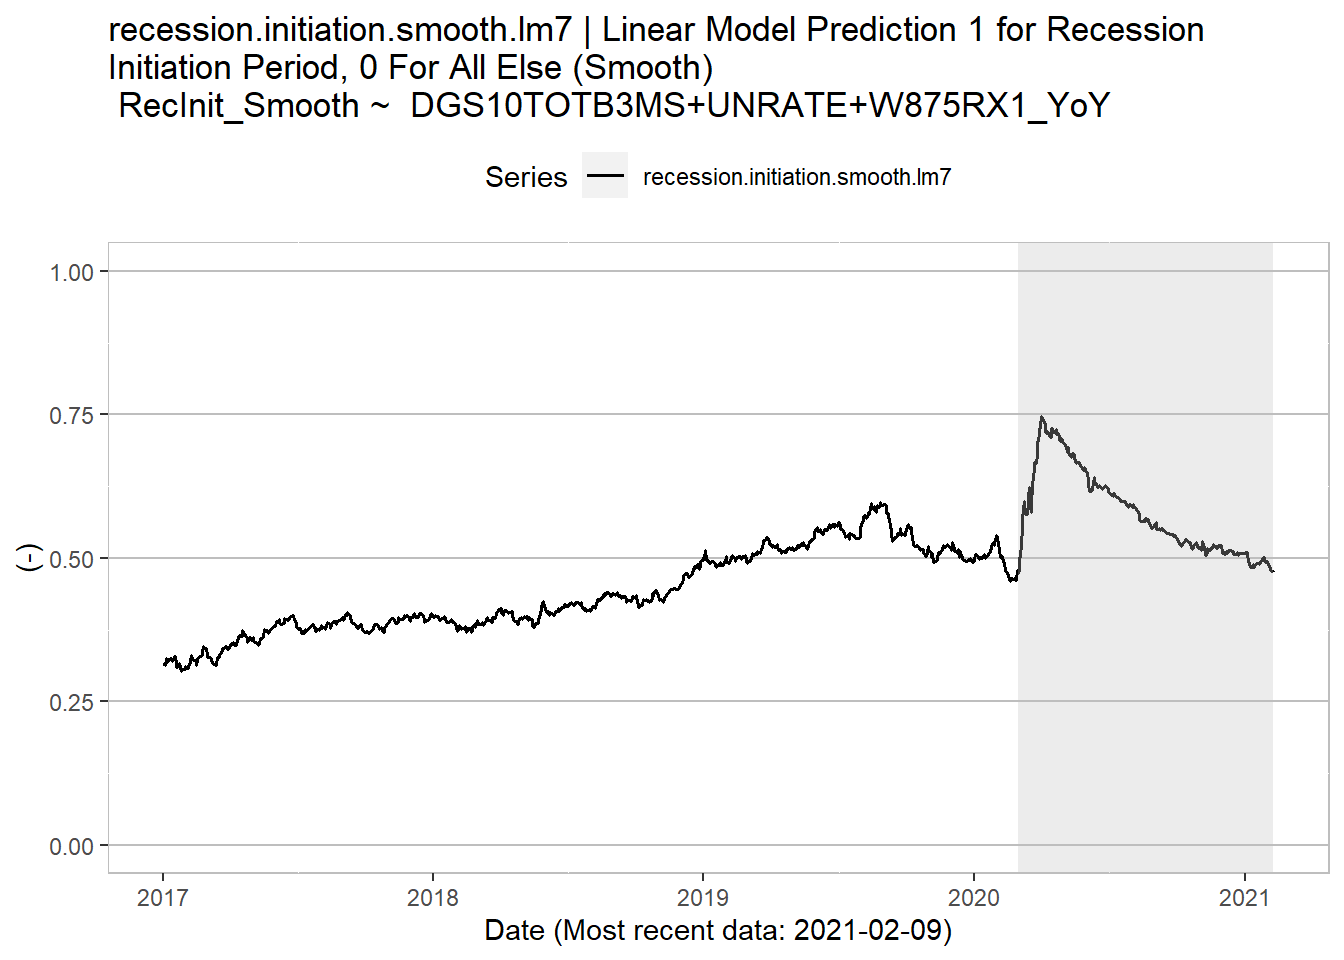 recession.initiation.smooth.lm7 | Linear Model Prediction 1 for Recession
Initiation Period, 0 For All Else (Smooth)
RecInit_Smooth ~ DGS10TOTB3MS+UNRATE+W875RX1_YoY
Series recession.initiation.smooth.lm7
1.00
0.75
0.50
0.25
0.00
(-)
2017 2018 2019 2020 2021
Date (Most recent data: 2021-02-09)